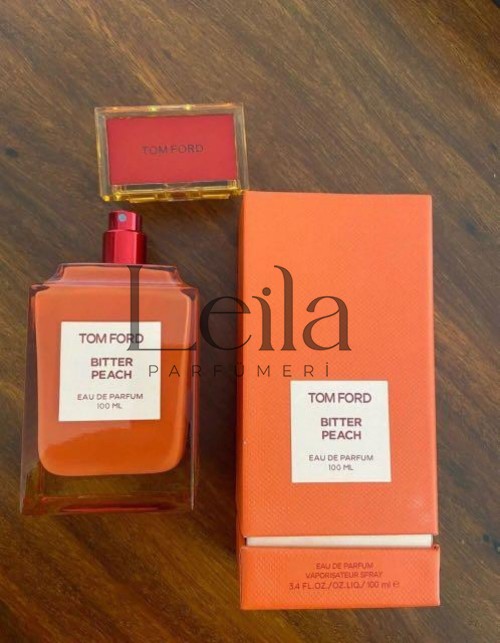 TOM FORD
Leila
PARFÜMERİ
TOM FORD
BITTER
PEACH
EAU DE PARFUM
100 ML
TOM FORD
BITTER
PEACH
EAU DE PARFUM
100 ML
EAU DE PARFUM
VAPORISATEUR SPRAY
3.4 FL.OZ./OZ.LIQ./100 ml e